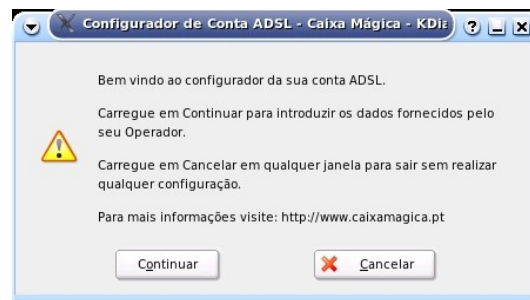 Configurador de Conta ADSL - Caixa Mágica - KDia
Bem vindo ao configurador da sua conta ADSL.
Carregue em Continuar para introduzir os dados fornecidos pelo
seu Operador.
Carregue em Cancelar em qualquer janela para sair sem realizar
qualquer configuração.
Para mais informações visite: http://www.caixamagica.pt
Continuar
Cancelar